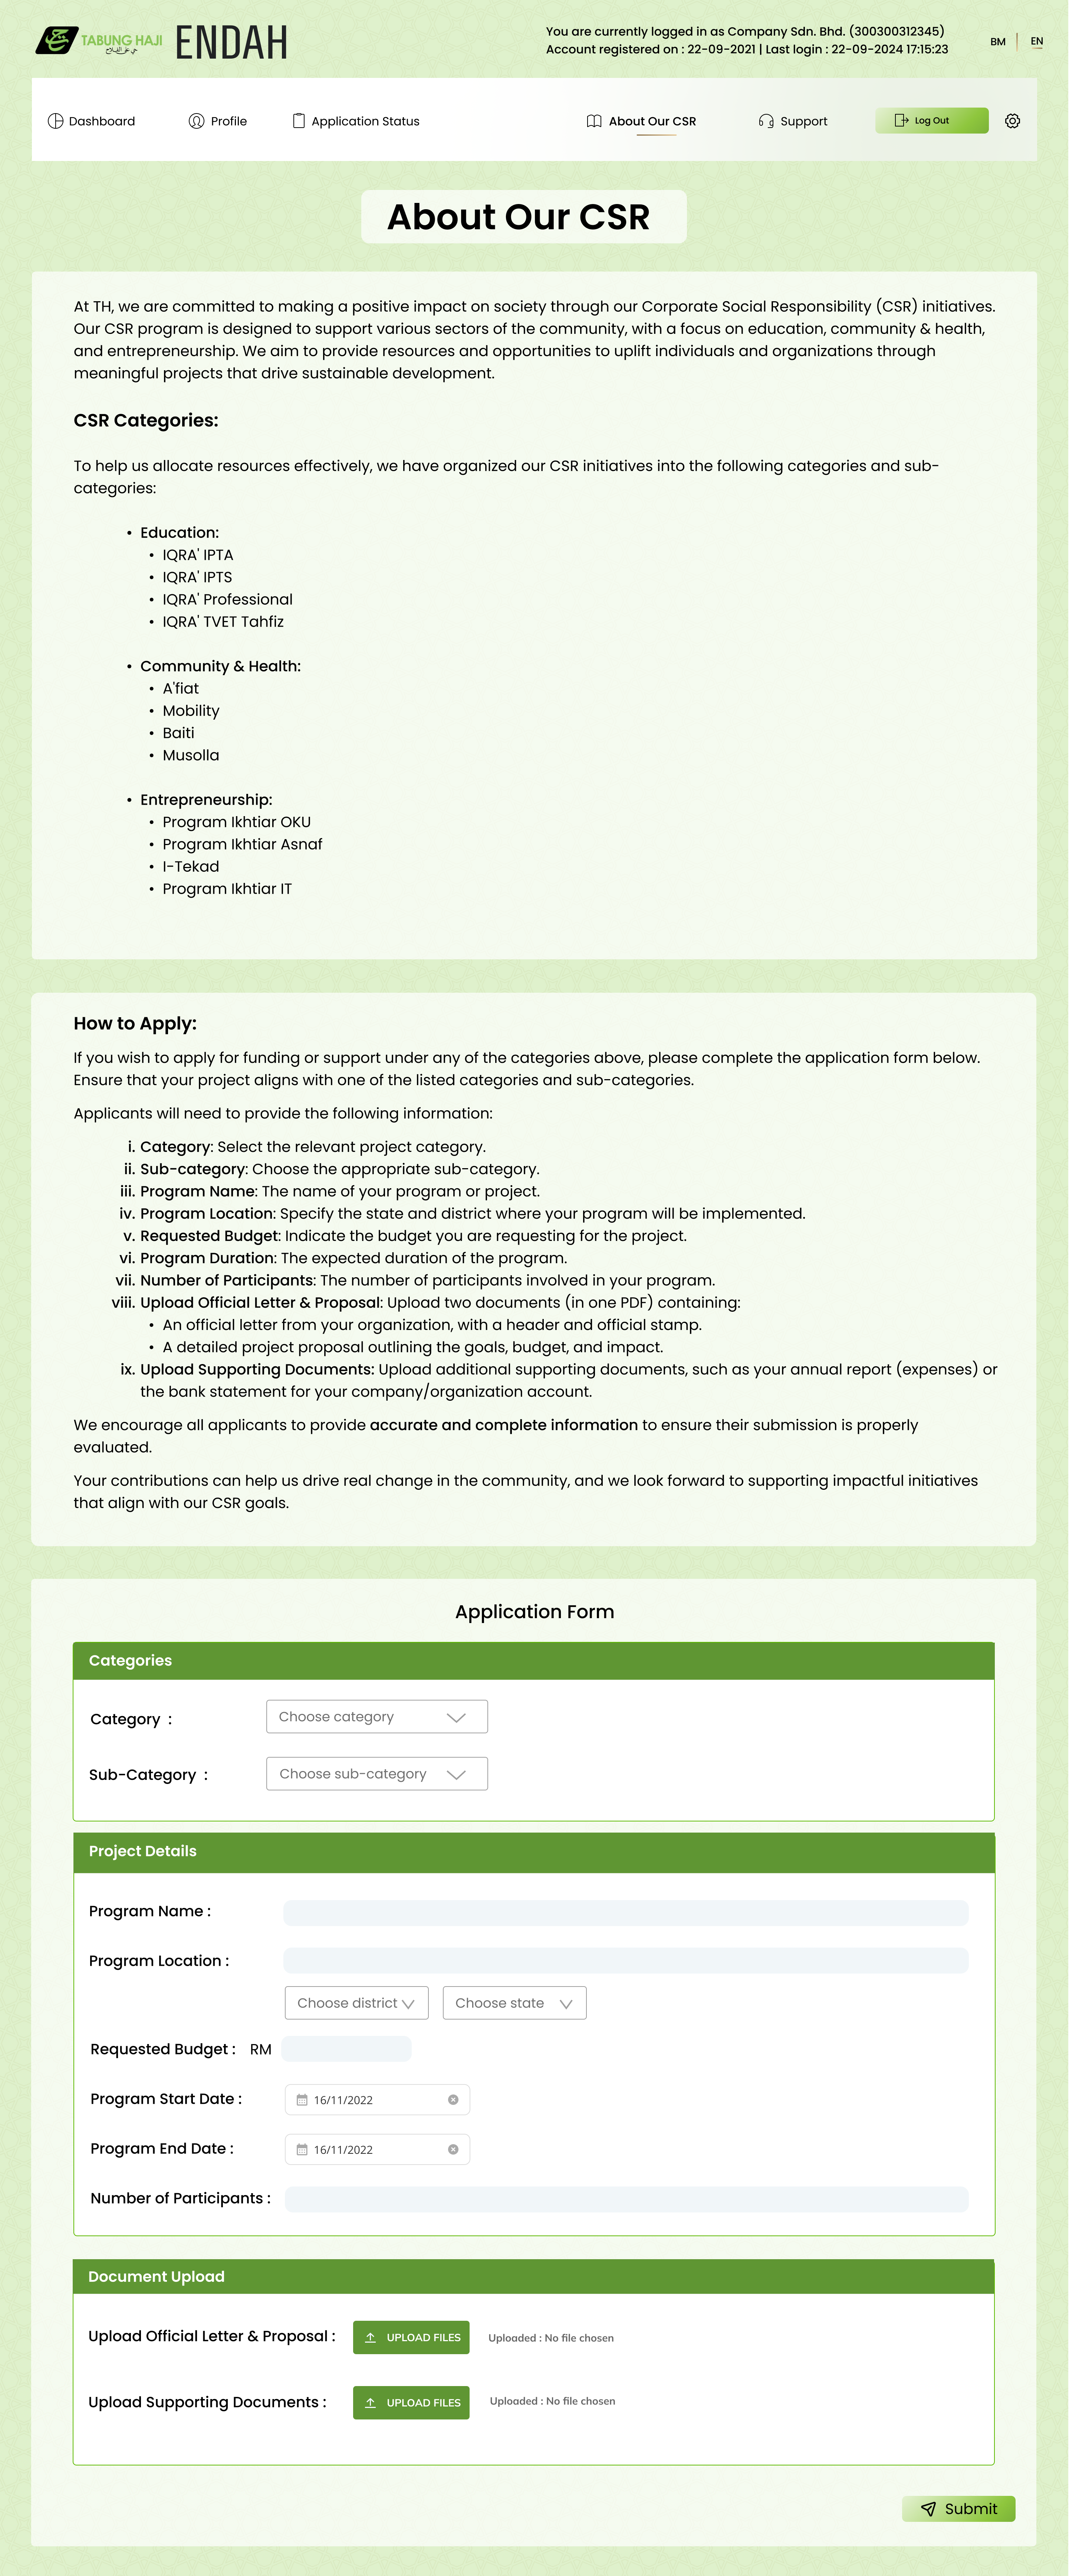 TABUNG HAJI
حي على الفلاح
ENDAH
You are currently logged in as Company Sdn. Bhd. (300300312345)
Account registered on : 22-09-2021 | Last login : 22-09-2024 17:15:23
BM
EN
Dashboard
Profile
Application Status
About Our CSR
Support
Log Out
About Our CSR
At TH, we are committed to making a positive impact on society through our Corporate Social Responsibility (CSR) initiatives.
Our CSR program is designed to support various sectors of the community, with a focus on education, community & health,
and entrepreneurship. We aim to provide resources and opportunities to uplift individuals and organizations through
meaningful projects that drive sustainable development.
CSR Categories:
To help us allocate resources effectively, we have organized our CSR initiatives into the following categories and sub-
categories:
• Education:
• IQRA' IPTA
• IQRA' IPTS
• IQRA' Professional
• IQRA' TVET Tahfiz
• Community & Health:
• A'fiat
• Mobility
• Baiti
• Musolla
• Entrepreneurship:
• Program Ikhtiar OKU
• Program Ikhtiar Asnaf
• I-Tekad
• Program Ikhtiar IT
How to Apply:
If you wish to apply for funding or support under any of the categories above, please complete the application form below.
Ensure that your project aligns with one of the listed categories and sub-categories.
Applicants will need to provide the following information:
i. Category: Select the relevant project category.
ii. Sub-category: Choose the appropriate sub-category.
iii. Program Name: The name of your program or project.
iv. Program Location: Specify the state and district where your program will be implemented.
v. Requested Budget: Indicate the budget you are requesting for the project.
vi. Program Duration: The expected duration of the program.
vii. Number of Participants: The number of participants involved in your program.
viii. Upload Official Letter & Proposal: Upload two documents (in one PDF) containing:
• An official letter from your organization, with a header and official stamp.
• A detailed project proposal outlining the goals, budget, and impact.
ix. Upload Supporting Documents: Upload additional supporting documents, such as your annual report (expenses) or
the bank statement for your company/organization account.
We encourage all applicants to provide accurate and complete information to ensure their submission is properly
evaluated.
Your contributions can help us drive real change in the community, and we look forward to supporting impactful initiatives
that align with our CSR goals.
Application Form
Categories
Category :
Choose category
Sub-Category :
Choose sub-category
Project Details
Program Name :
Program Location :
Choose district
Choose state
Requested Budget : RM
Program Start Date :
16/11/2022
Program End Date :
16/11/2022
Number of Participants :
Document Upload
Upload Official Letter & Proposal :
UPLOAD FILES
Uploaded : No file chosen
Upload Supporting Documents :
UPLOAD FILES
Uploaded : No file chosen
Submit